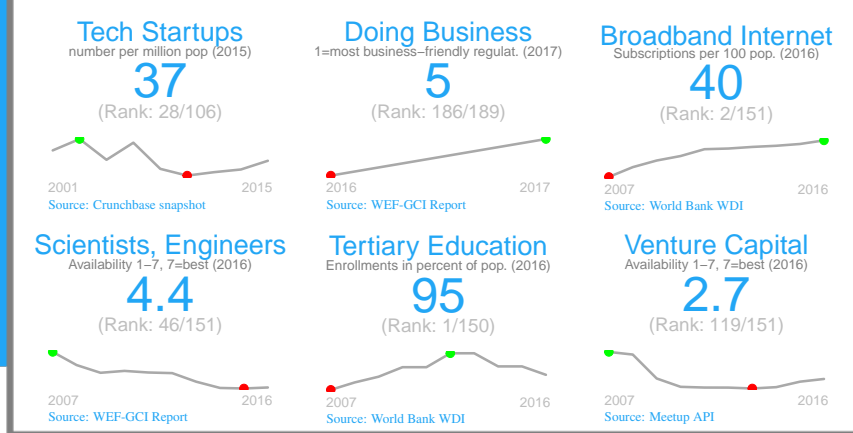 Tech Startups
number per million pop (2015)
37
(Rank: 28/106)
2001 2015
Source: Crunchbase snapshot
Doing Business
1=most business−friendly regulat. (2017)
5
(Rank: 186/189)
2016 2017
Source: WEF-GCI Report
Broadband Internet
Subscriptions per 100 pop. (2016)
40
(Rank: 2/151)
2007 2016
Source: World Bank WDI
Scientists, Engineers
Availability 1−7, 7=best (2016)
4.4
(Rank: 46/151)
2007 2016
Source: WEF-GCI Report
Tertiary Education
Enrollments in percent of pop. (2016)
95
(Rank: 1/150)
2007 2016
Source: World Bank WDI
Venture Capital
Availability 1−7, 7=best (2016)
2.7
(Rank: 119/151)
2007 2016
Source: Meetup API